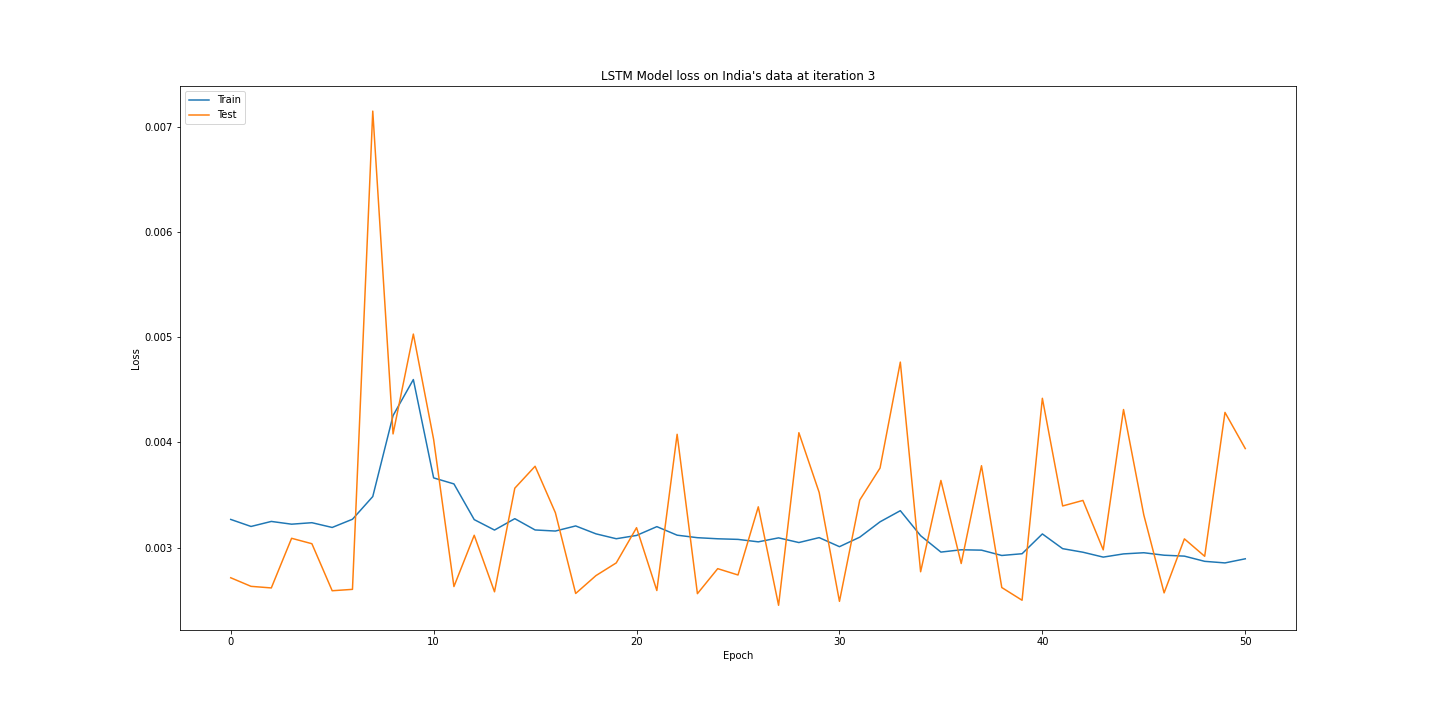 LSTM Model loss on India's data at iteration 3
Train
Test
0.007
0.006
0.005
0.004
0.003
Loss
0 10 20 30 40 50
Epoch